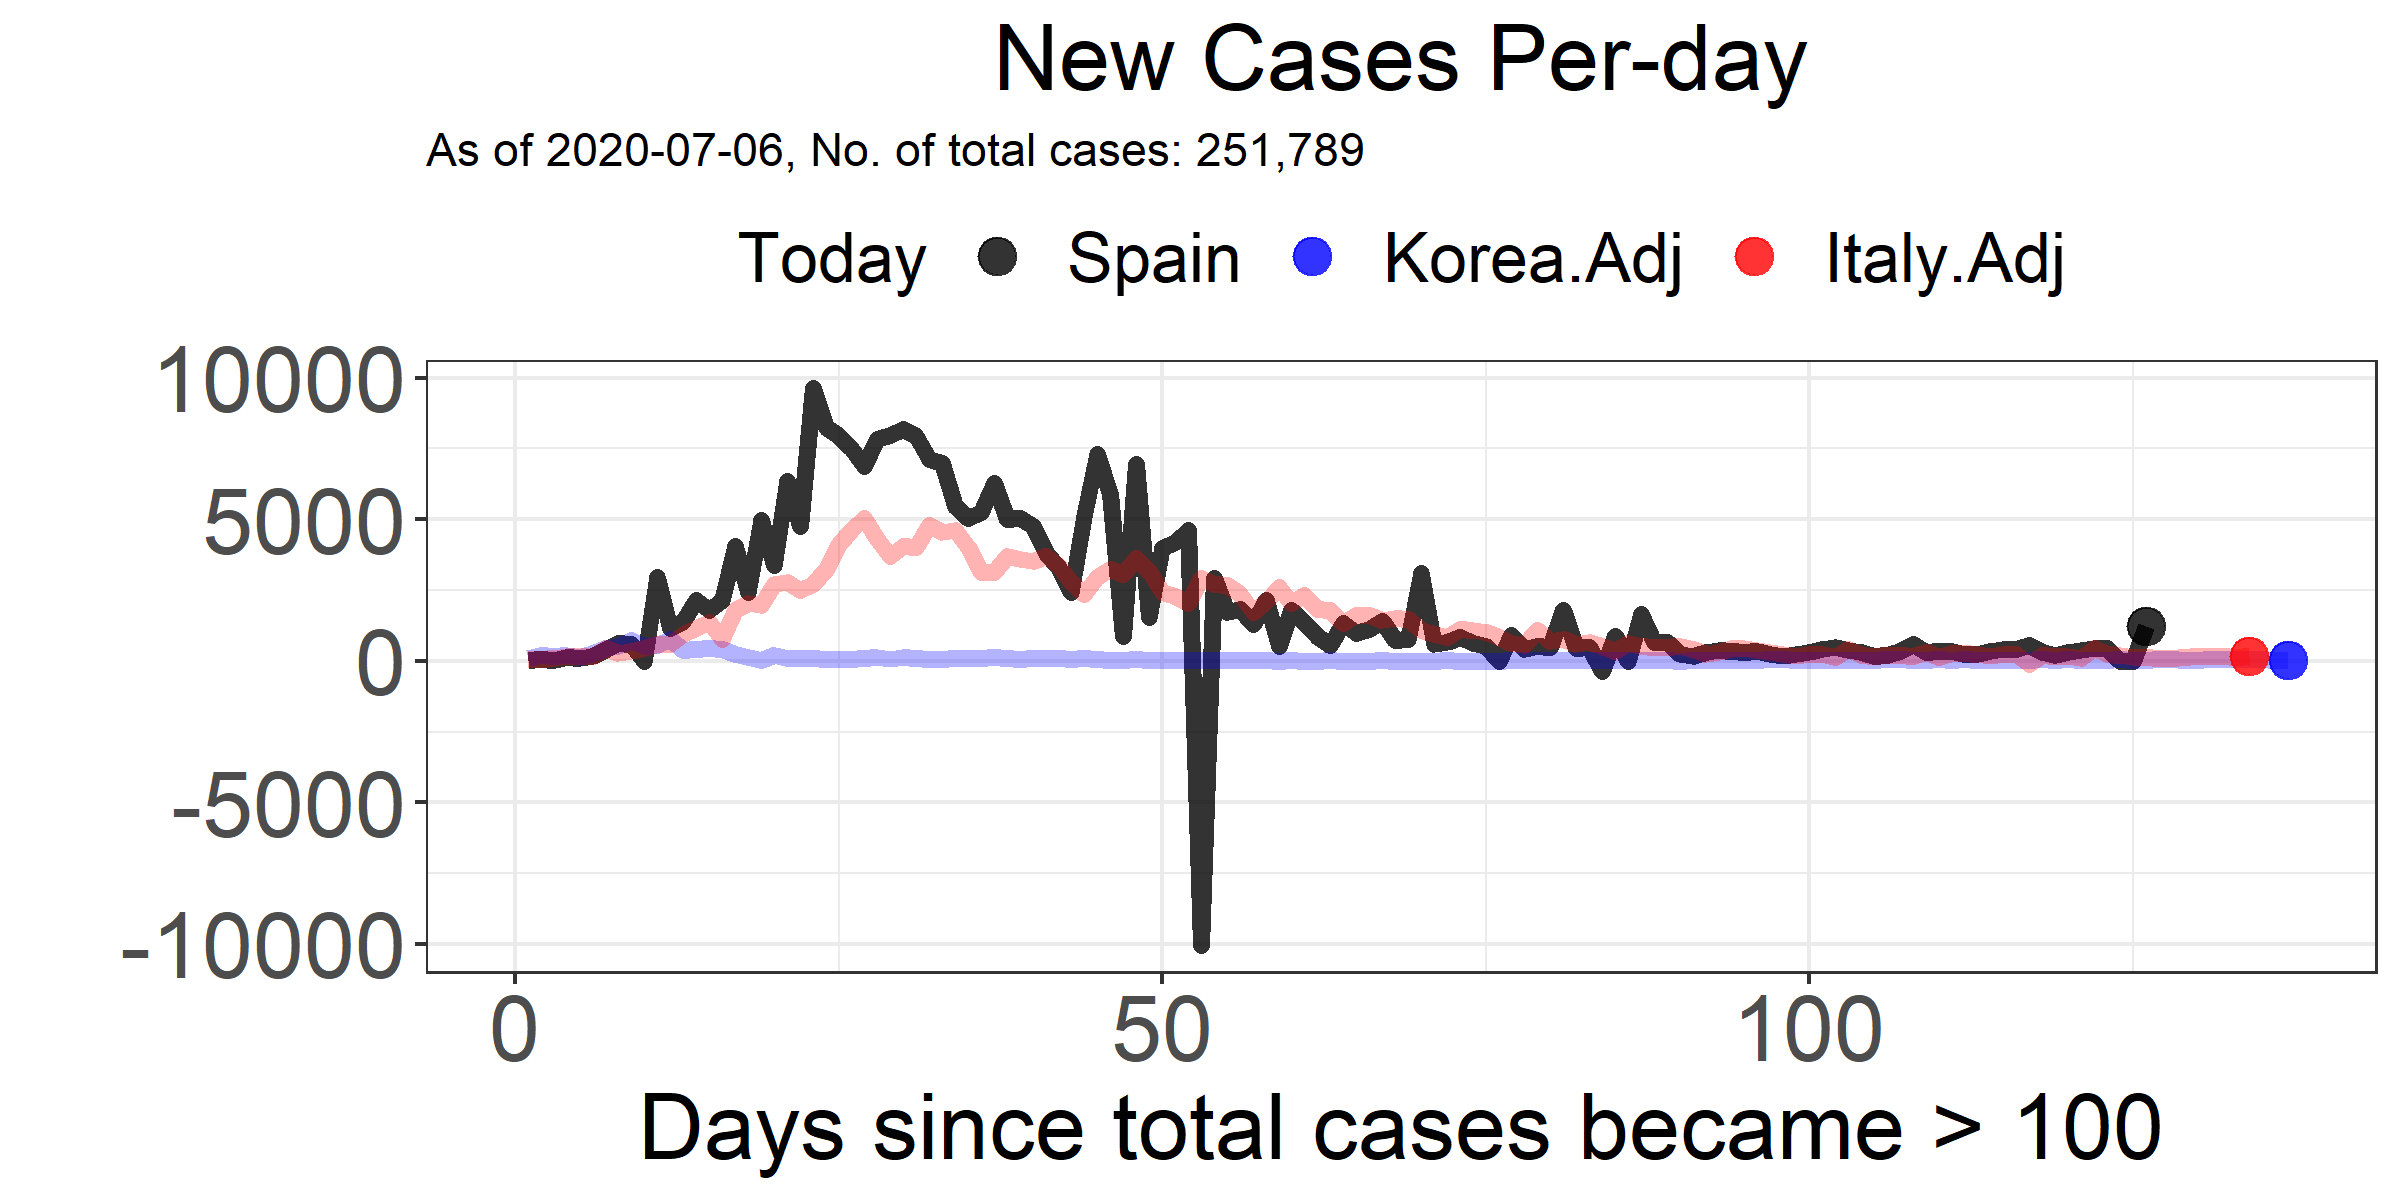 New Cases Per-day
As of 2020-07-06, No. of total cases: 251,789
Today Spain Korea.Adj Italy.Adj
10000
5000
0
-5000
-10000
0 50 100
Days since total cases became > 100